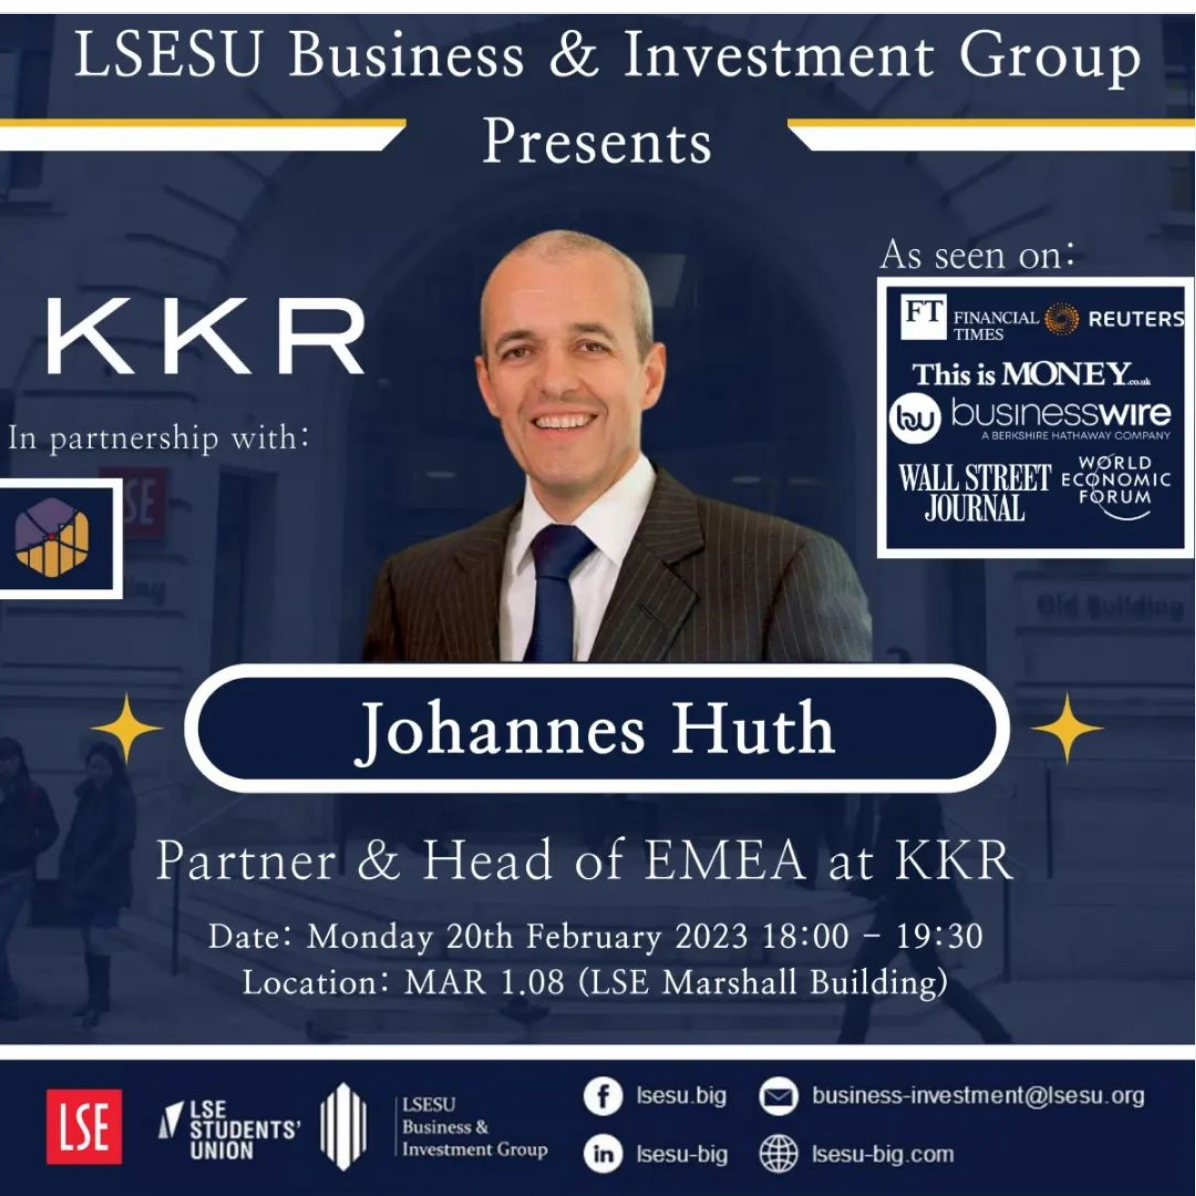 LSESU Business & Investment Group
Presents
As seen on:
FT FINANCIAL TIMES
REUTERS
This is MONEY.co.uk
bw businesswire
A BERKSHIRE HATHAWAY COMPANY
WALL STREET JOURNAL
WORLD ECONOMIC FORUM
KKR
In partnership with:
LSE
Old Building
Johannes Huth
Partner & Head of EMEA at KKR
Date: Monday 20th February 2023 18:00 - 19:30
Location: MAR 1.08 (LSE Marshall Building)
LSE
LSE
STUDENTS'
UNION
LSESU
Business &
Investment Group
f lsesu.big
business-investment@lsesu.org
in lsesu-big
lsesu-big.com